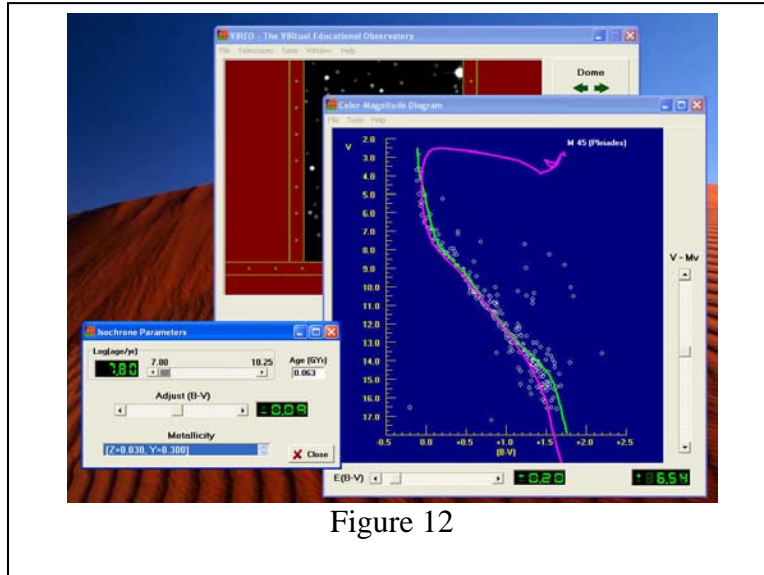 VIREO - The VIRtual Educational Observatory
File Telescopes Tools Window Help
Dome
Color-Magnitude Diagram
File Tools Help
V
M 45 (Pleiades)
2.0
3.0
4.0
5.0
6.0
7.0
8.0
9.0
10.0
11.0
12.0
13.0
14.0
15.0
16.0
17.0
-0.5 0.0 +0.5 +1.0 +1.5 +2.0 +2.5
(B-V)
V - Mv
E(B-V)
0.20
6.54
Isochrone Parameters
Log(age/yr)
7.80
7.00 10.25
Age (GYr)
0.063
Adjust (B-V)
0.09
Metallicity
[Z=0.030, Y=0.300]
Close
Figure 12